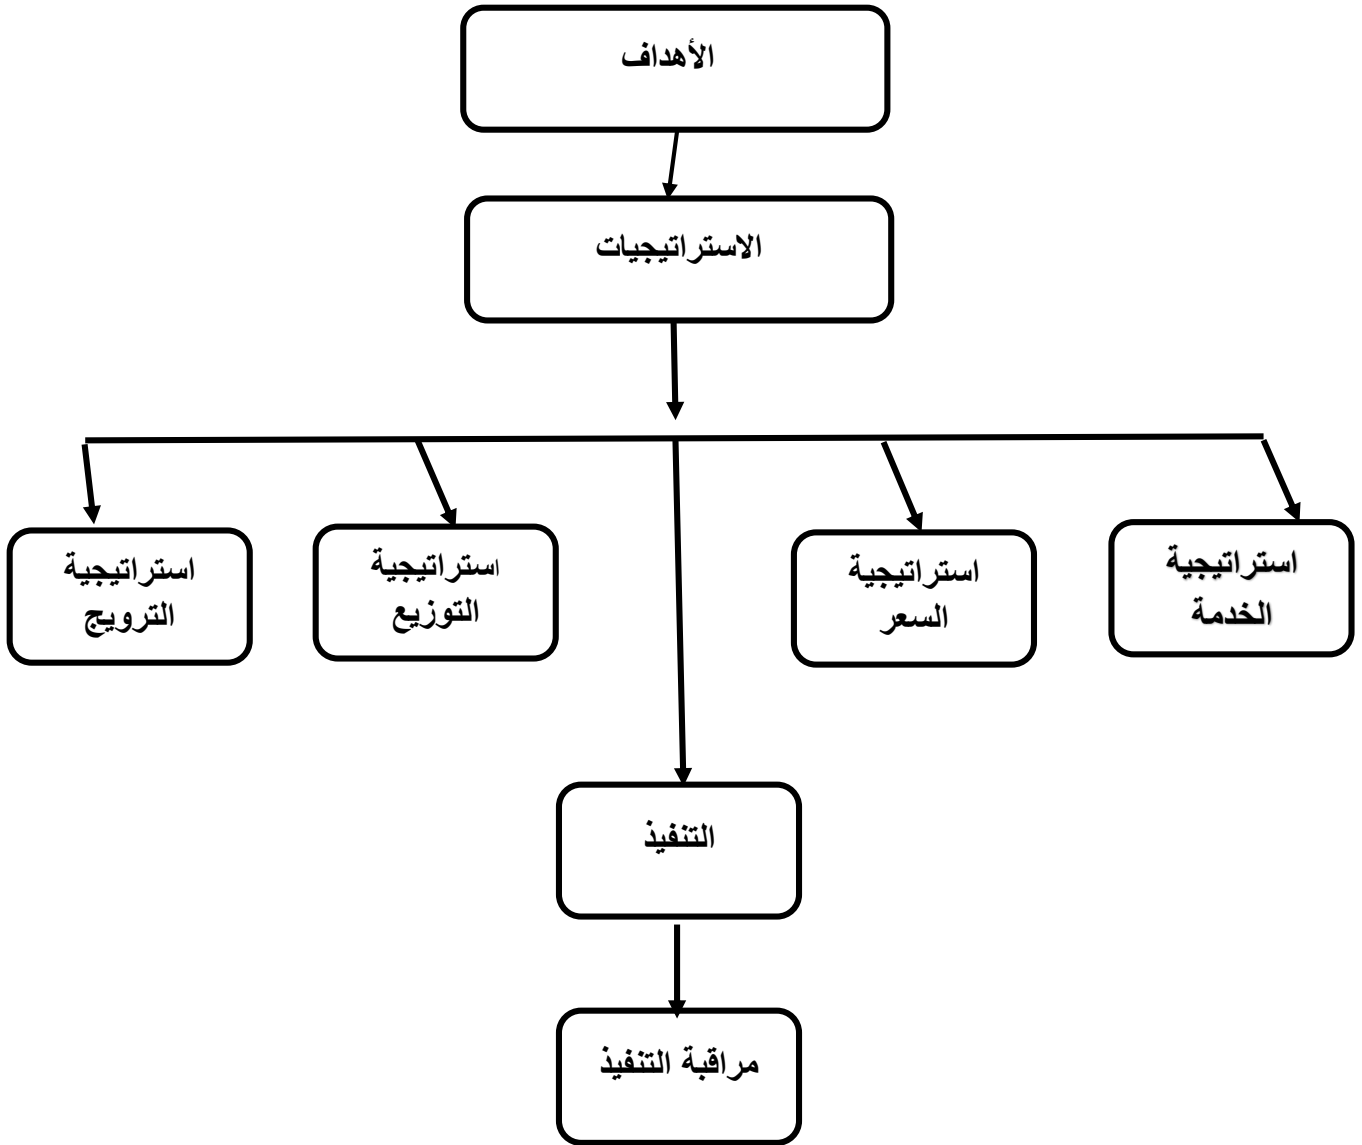 الأهداف
الاستراتيجيات
استراتيجية
الخدمة
استراتيجية
السعر
استراتيجية
التوزيع
استراتيجية
الترويج
التنفيذ
مراقبة التنفيذ